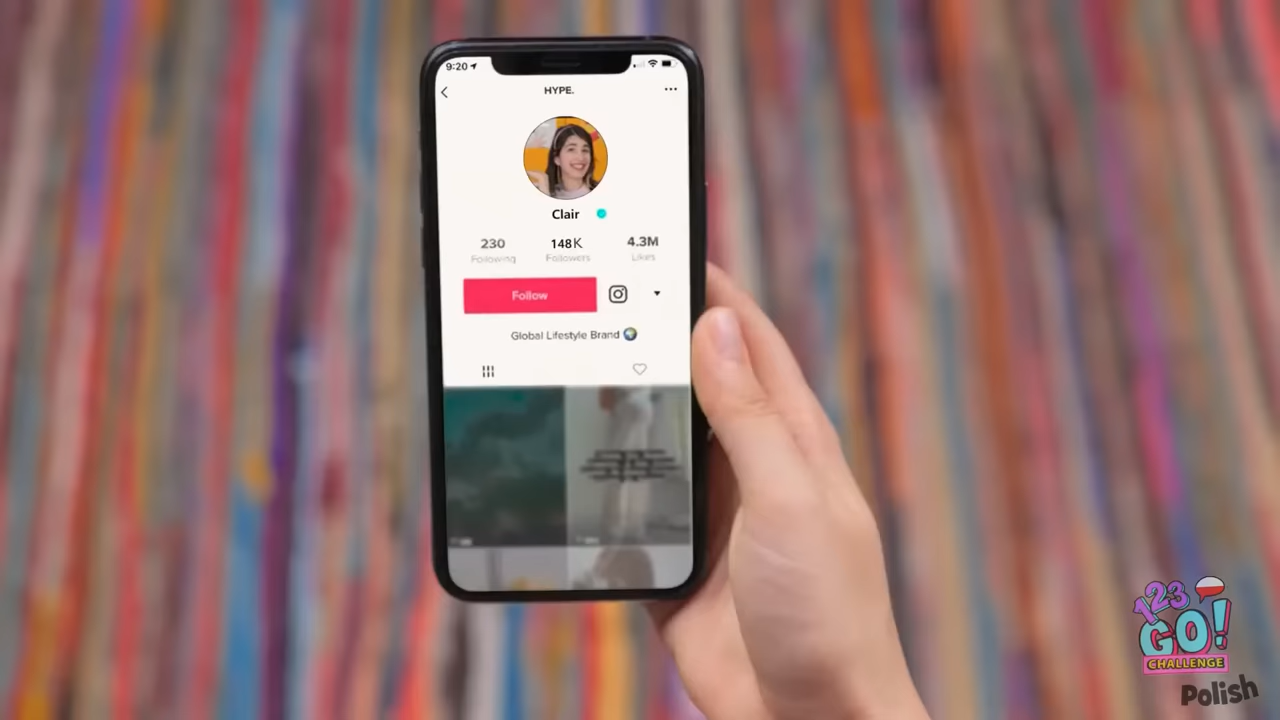 9:20
HYPE.
Clair
230 148K 4.3M
Following Followers Likes
Follow
Global Lifestyle Brand
123
GO!
CHALLENGE
Polish